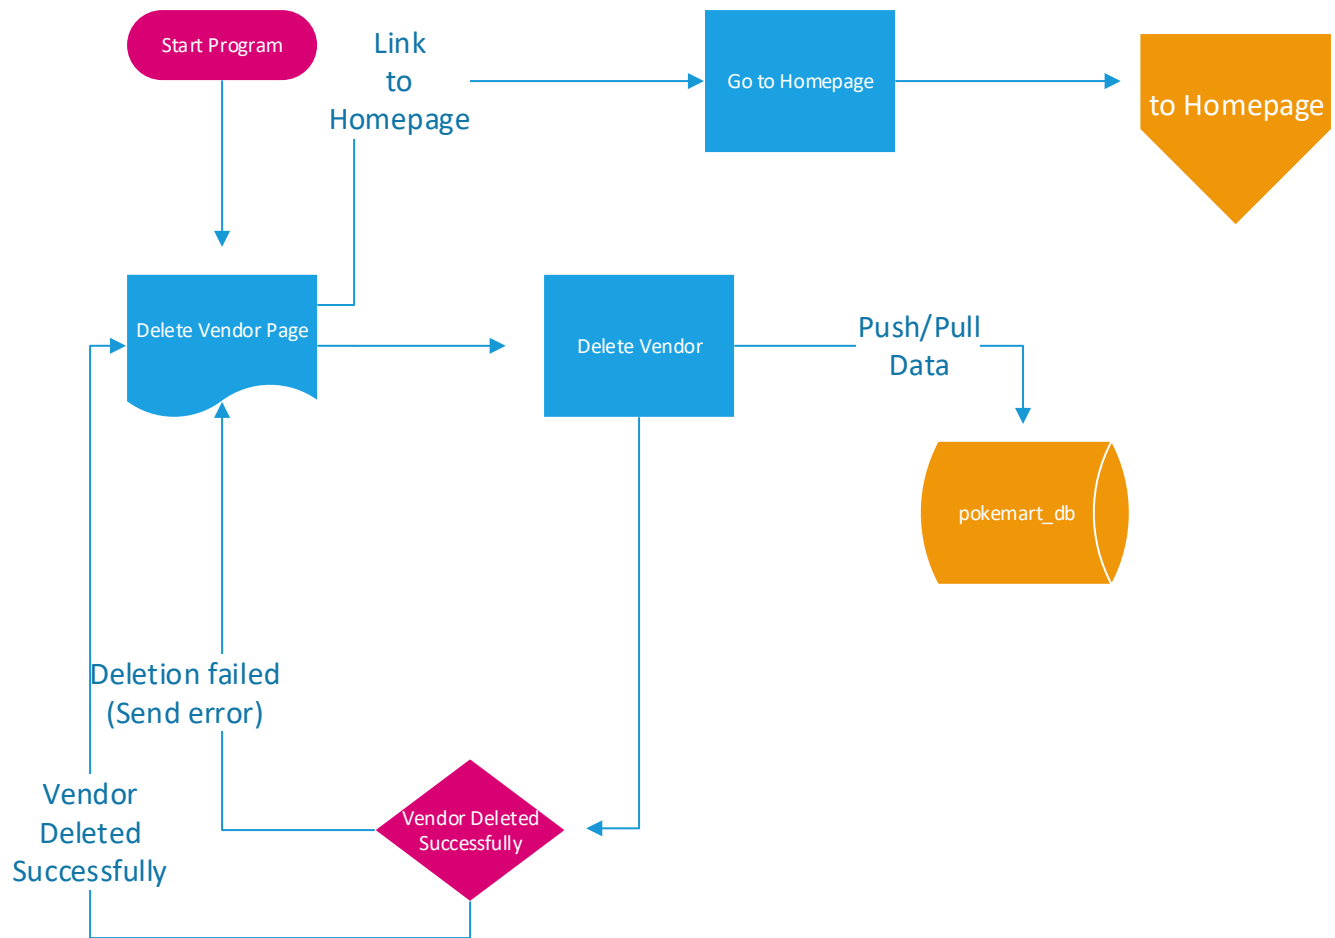 Start Program
Link
to
Homepage
Go to Homepage
to Homepage
Delete Vendor Page
Delete Vendor
Push/Pull
Data
pokemart_db
Deletion failed
(Send error)
Vendor
Deleted
Successfully
Vendor Deleted
Successfully